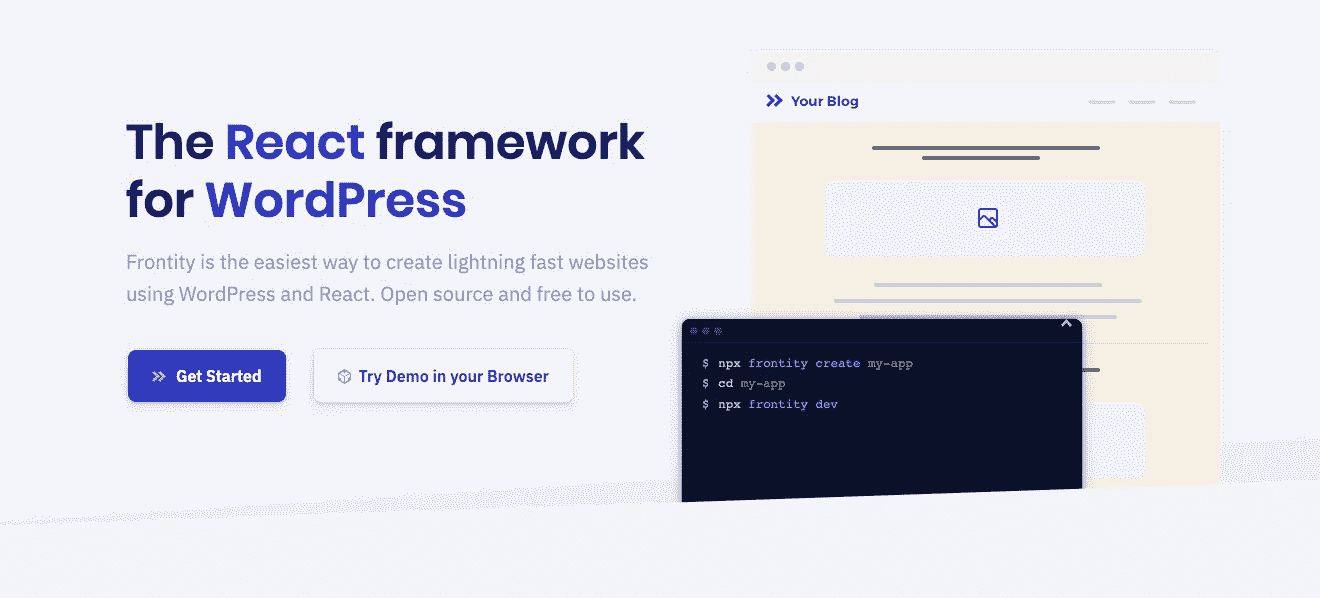 The React framework
for WordPress
Frontity is the easiest way to create lightning fast websites
using WordPress and React. Open source and free to use.
Get Started
Try Demo in your Browser
Your Blog
$ npx frontity create my-app
$ cd my-app
$ npx frontity dev